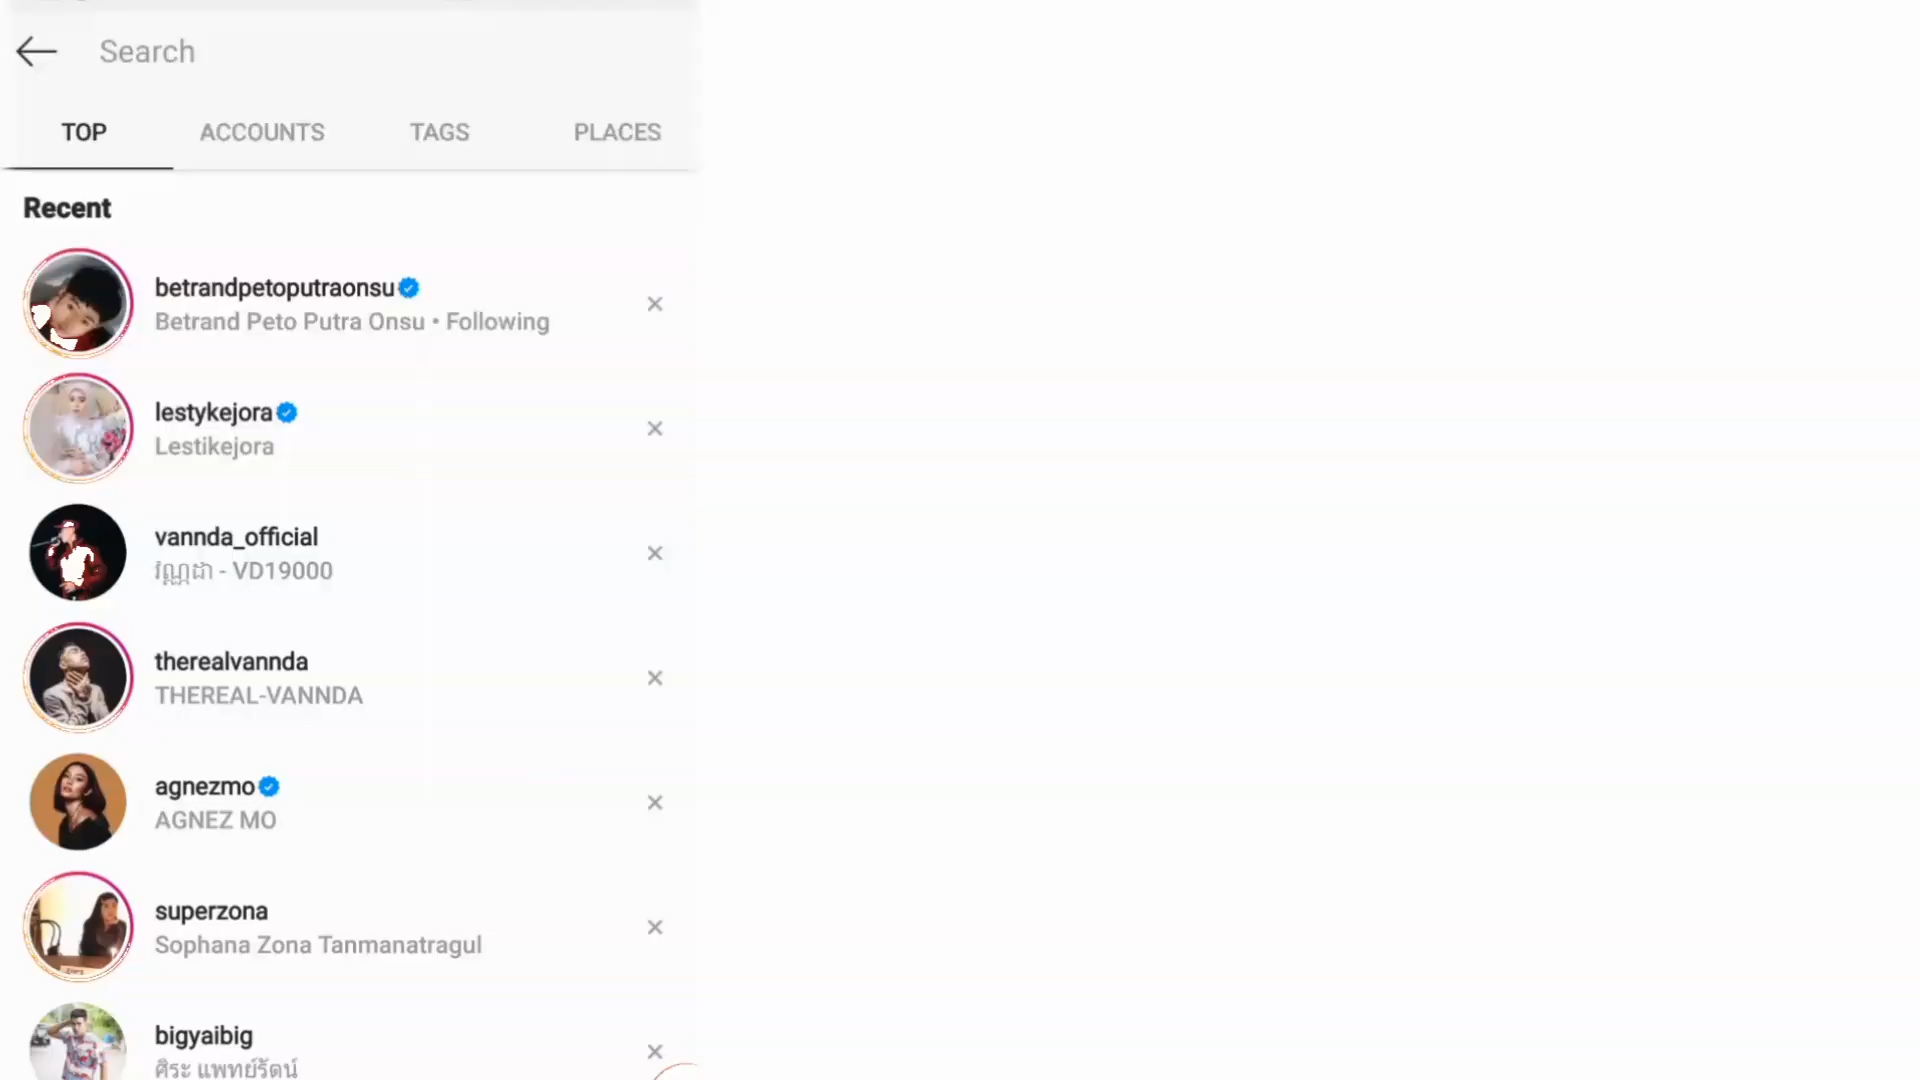 Search
TOP ACCOUNTS TAGS PLACES
Recent
betrandpetoputraonsu
Betrand Peto Putra Onsu • Following
lestykejora
Lestikejora
vannda_official
វណ្ណដា - VD19000
therealvannda
THEREAL-VANNDA
agnezmo
AGNEZ MO
superzona
Sophana Zona Tanmanatragul
bigyaibig
ศิระ แพทย์รัตน์